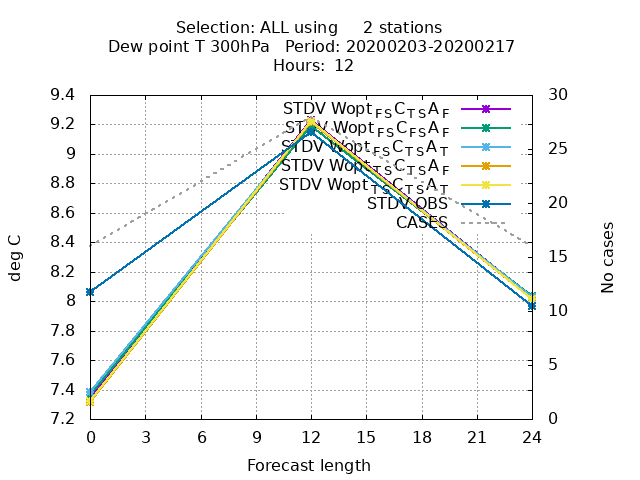 Selection: ALL using 2 stations
Dew point T 300hPa Period: 20200203-20200217
Hours: 12
9.4
9.2
9
8.8
8.6
8.4
8.2
8
7.8
7.6
7.4
7.2
deg C
30
25
20
15
10
5
0
No cases
STDV Wopt FS C TS A F
STDV Wopt FS C FS A F
STDV Wopt FS C TS A T
STDV Wopt TS C TS A F
STDV Wopt TS C TS A T
STDV OBS
CASES
0 3 6 9 12 15 18 21 24
Forecast length